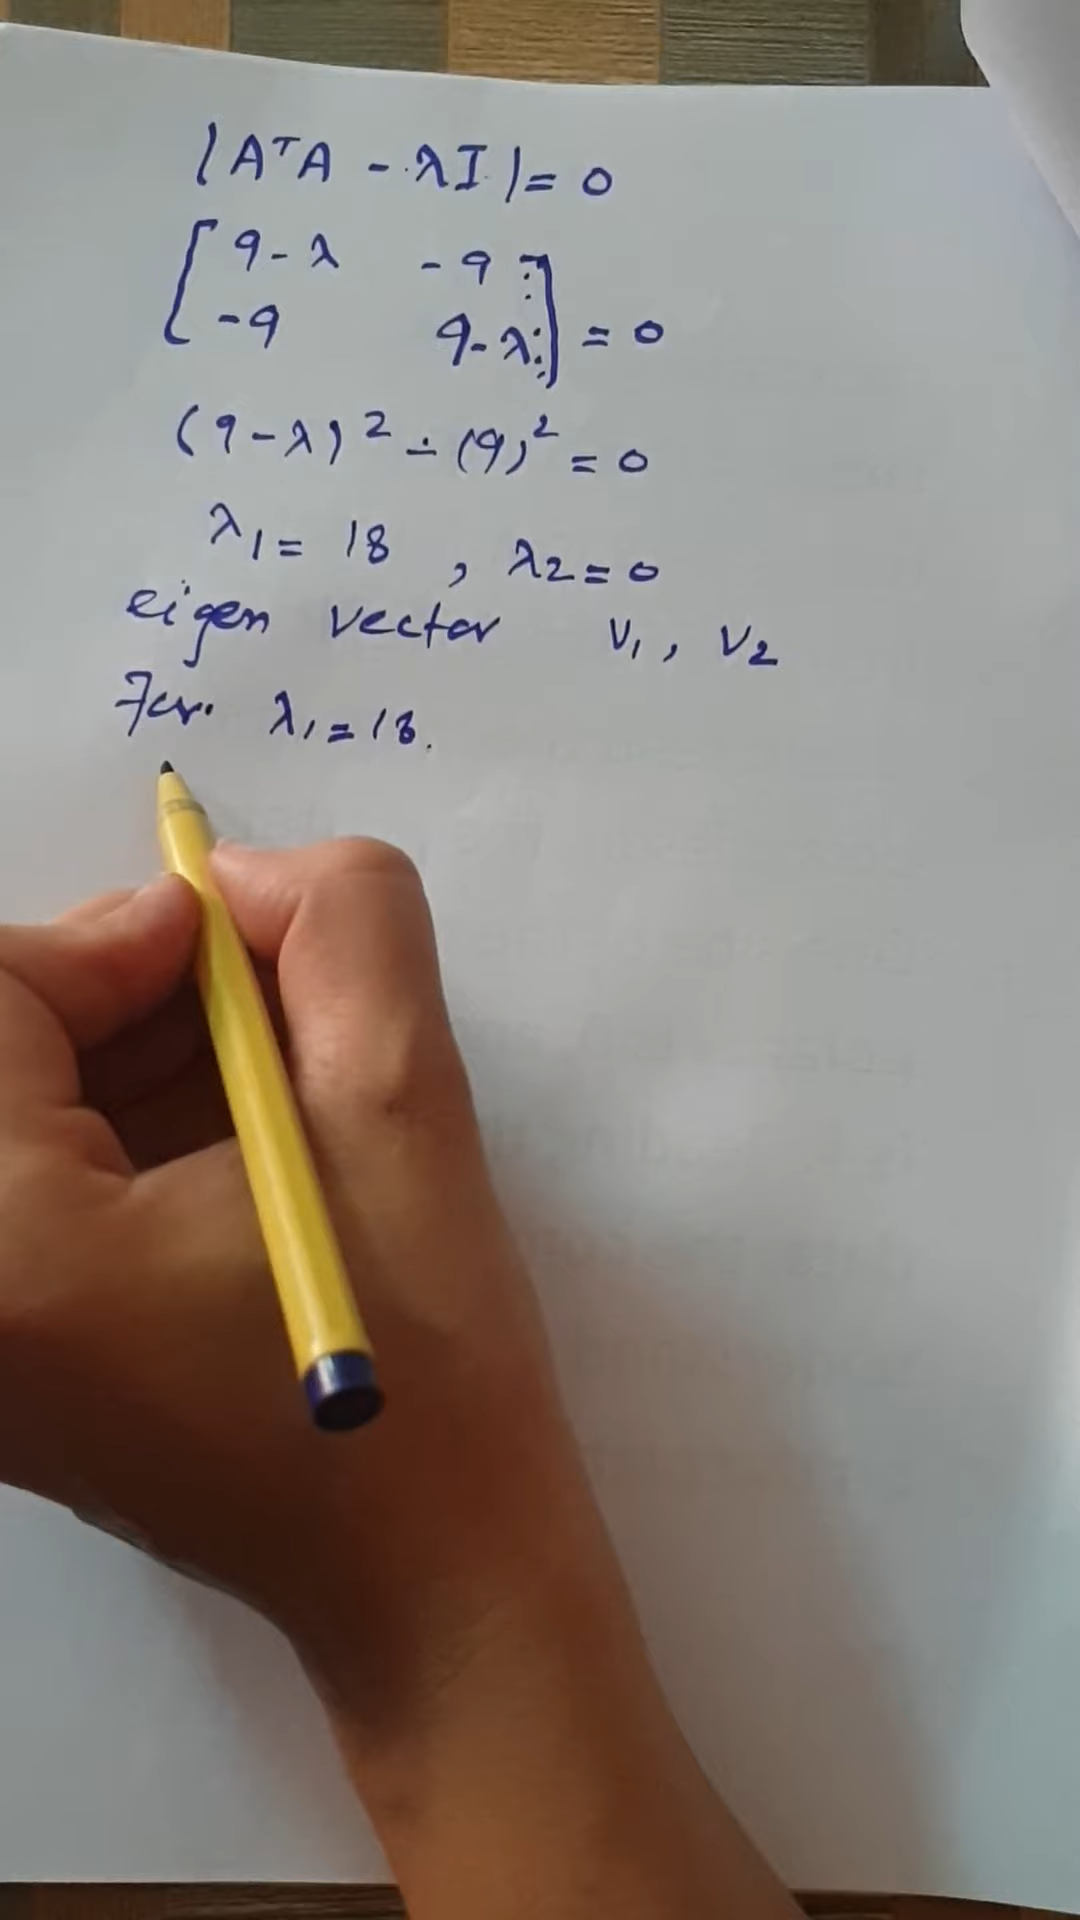 |AᵀA - λI| = 0
[ 9-λ -9
-9 9-λ ] = 0
(9-λ)² - (9)² = 0
λ1 = 18 , λ2 = 0
eigen vector v1, v2
For λ1 = 18.